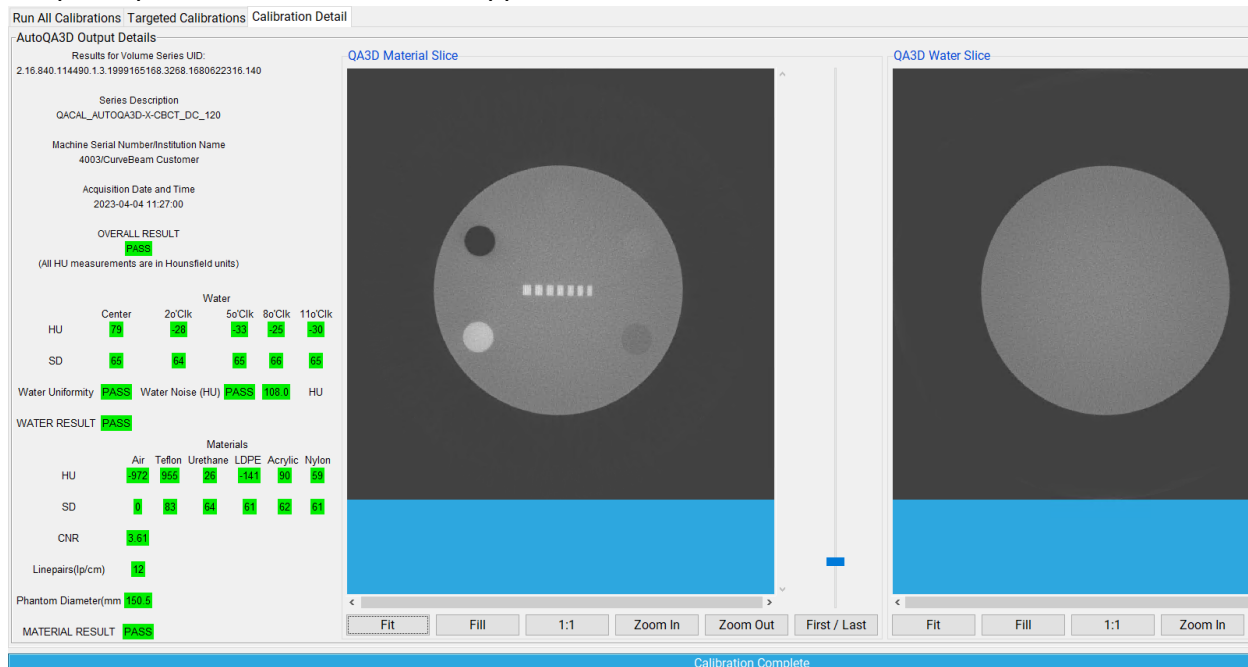 Run All Calibrations Targeted Calibrations Calibration Detail
AutoQA3D Output Details
Results for Volume Series UID:
2.16.840.114490.1.3.1999165168.3268.1680622316.140
Series Description
QACAL_AUTOQA3D-X-CBCT_DC_120
Machine Serial Number/Institution Name
4003/CurveBeam Customer
Acquisition Date and Time
2023-04-04 11:27:00
OVERALL RESULT
PASS
(All HU measurements are in Hounsfield units)
Water
Center 2o'Clk 5o'Clk 8o'Clk 11o'Clk
HU 79 -28 -33 -25 -30
SD 65 64 65 66 65
Water Uniformity PASS Water Noise (HU) PASS 108.0 HU
WATER RESULT PASS
Materials
Air Teflon Urethane LDPE Acrylic Nylon
HU -972 955 26 -141 90 59
SD 0 83 64 61 62 61
CNR 3.61
Linepairs(lp/cm) 12
Phantom Diameter(mm 150.5
MATERIAL RESULT PASS
QA3D Material Slice
Fit Fill 1:1 Zoom In Zoom Out First / Last
QA3D Water Slice
Fit Fill 1:1 Zoom In
Calibration Complete